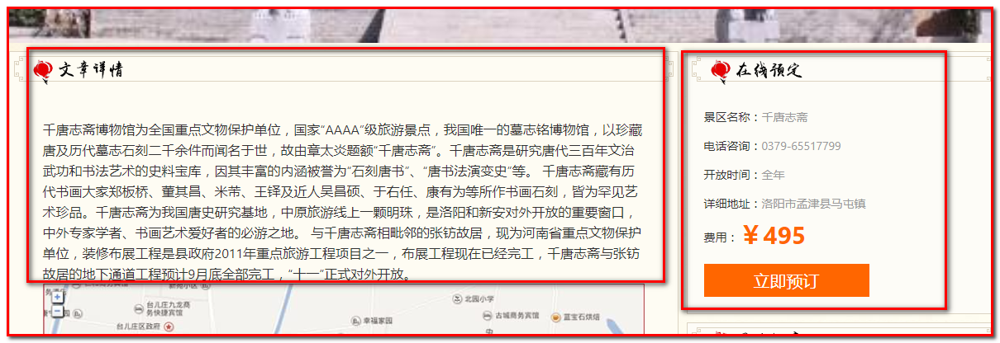 文章详情
千唐志斋博物馆为全国重点文物保护单位，国家“AAAA”级旅游景点，我国唯一的墓志铭博物馆，以珍藏
唐及历代墓志石刻二千余件而闻名于世，故由章太炎题额“千唐志斋”。千唐志斋是研究唐代三百年文治
武功和书法艺术的史料宝库，因其丰富的内涵被誉为“石刻唐书”、“唐书法演变史”等。 千唐志斋藏有历
代书画大家郑板桥、董其昌、米芾、王铎及近人吴昌硕、于右任、康有为等所作书画石刻，皆为罕见艺
术珍品。千唐志斋为我国唐史研究基地，中原旅游线上一颗明珠，是洛阳和新安对外开放的重要窗口，
中外专家学者、书画艺术爱好者的必游之地。 与千唐志斋相毗邻的张钫故居，现为河南省重点文物保护
单位，装修布展工程是县政府2011年重点旅游工程项目之一，布展工程现在已经完工，千唐志斋与张钫
故居的地下通道工程预计9月底全部完工，“十一”正式对外开放。
北园小学
台儿庄九龙商
务快捷宾馆
幸福家园
古城商务宾馆
蓝宝石烘焙
台儿庄区政府
在线预定
景区名称：千唐志斋
电话咨询：0379-65517799
开放时间：全年
详细地址：洛阳市孟津县马屯镇
费用：￥495
立即预订